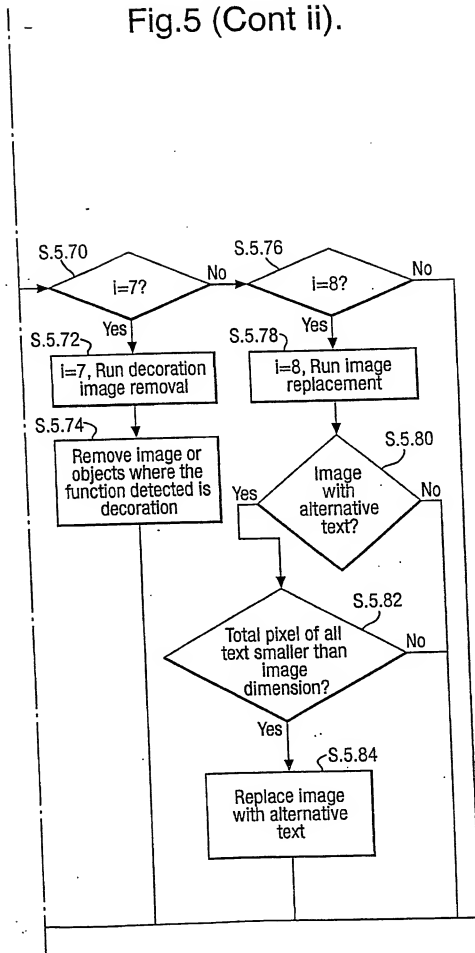 Fig.5 (Cont ii).
S.5.70
i=7?
No
Yes
S.5.72
i=7, Run decoration
image removal
S.5.74
Remove image or
objects where the
function detected is
decoration
S.5.76
i=8?
No
Yes
S.5.78
i=8, Run image
replacement
S.5.80
Image
with
alternative
text?
Yes
No
S.5.82
Total pixel of all
text smaller than
image
dimension?
No
Yes
S.5.84
Replace image
with alternative
text